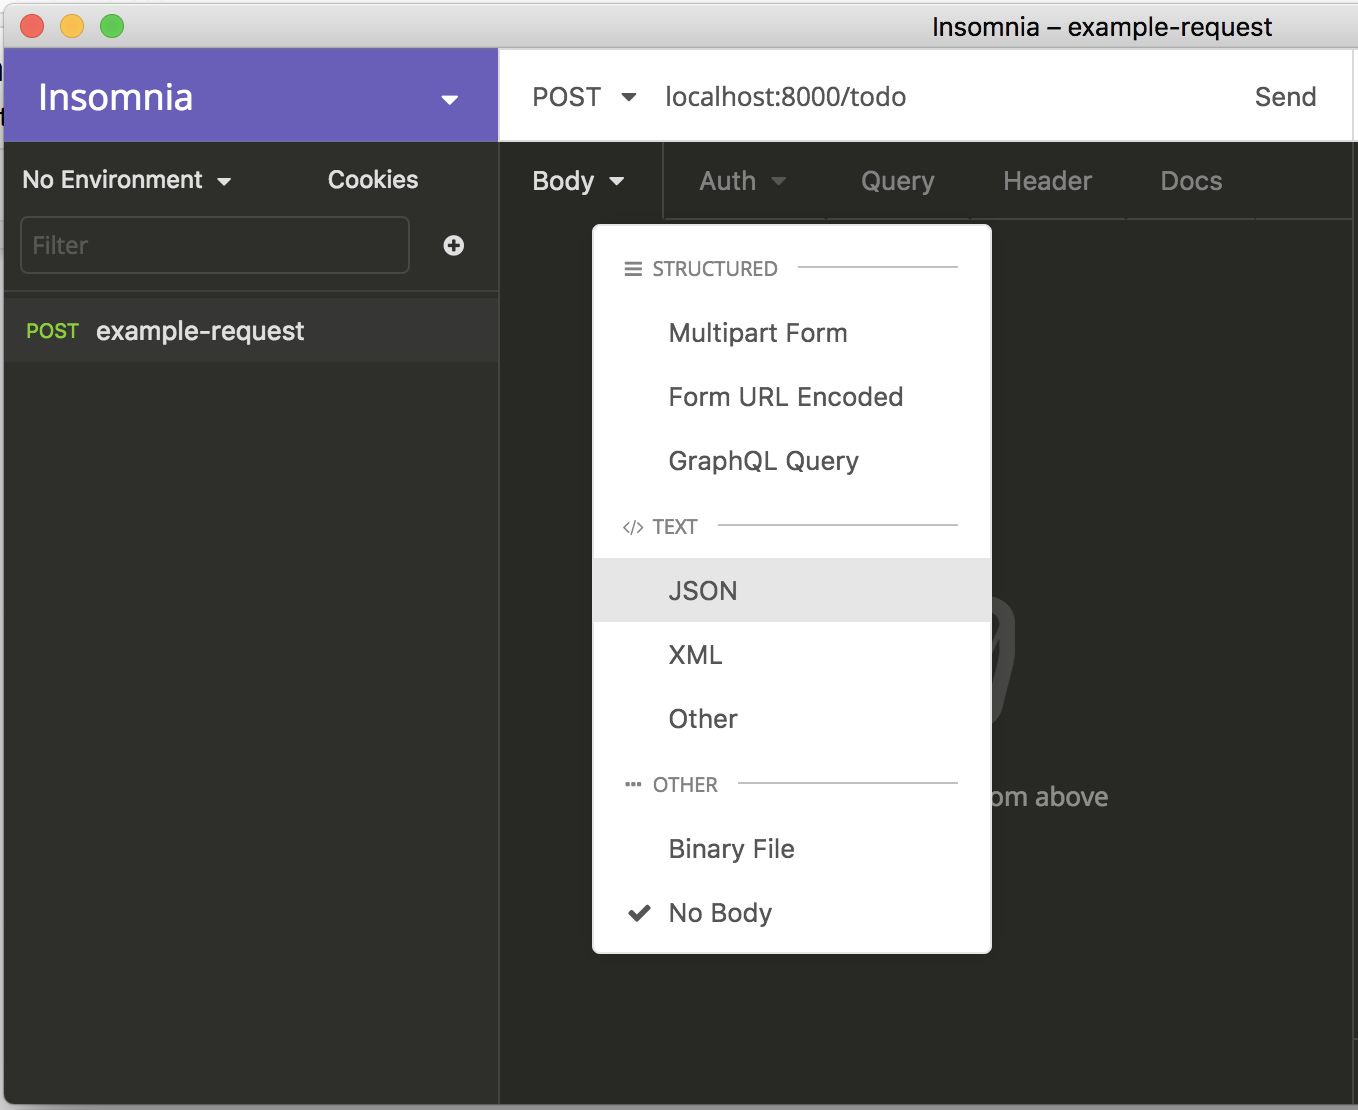 Insomnia – example-request
Insomnia
POST localhost:8000/todo Send
No Environment Cookies
Body Auth Query Header Docs
Filter
POST example-request
STRUCTURED
Multipart Form
Form URL Encoded
GraphQL Query
</> TEXT
JSON
XML
Other
OTHER
above
Binary File
No Body